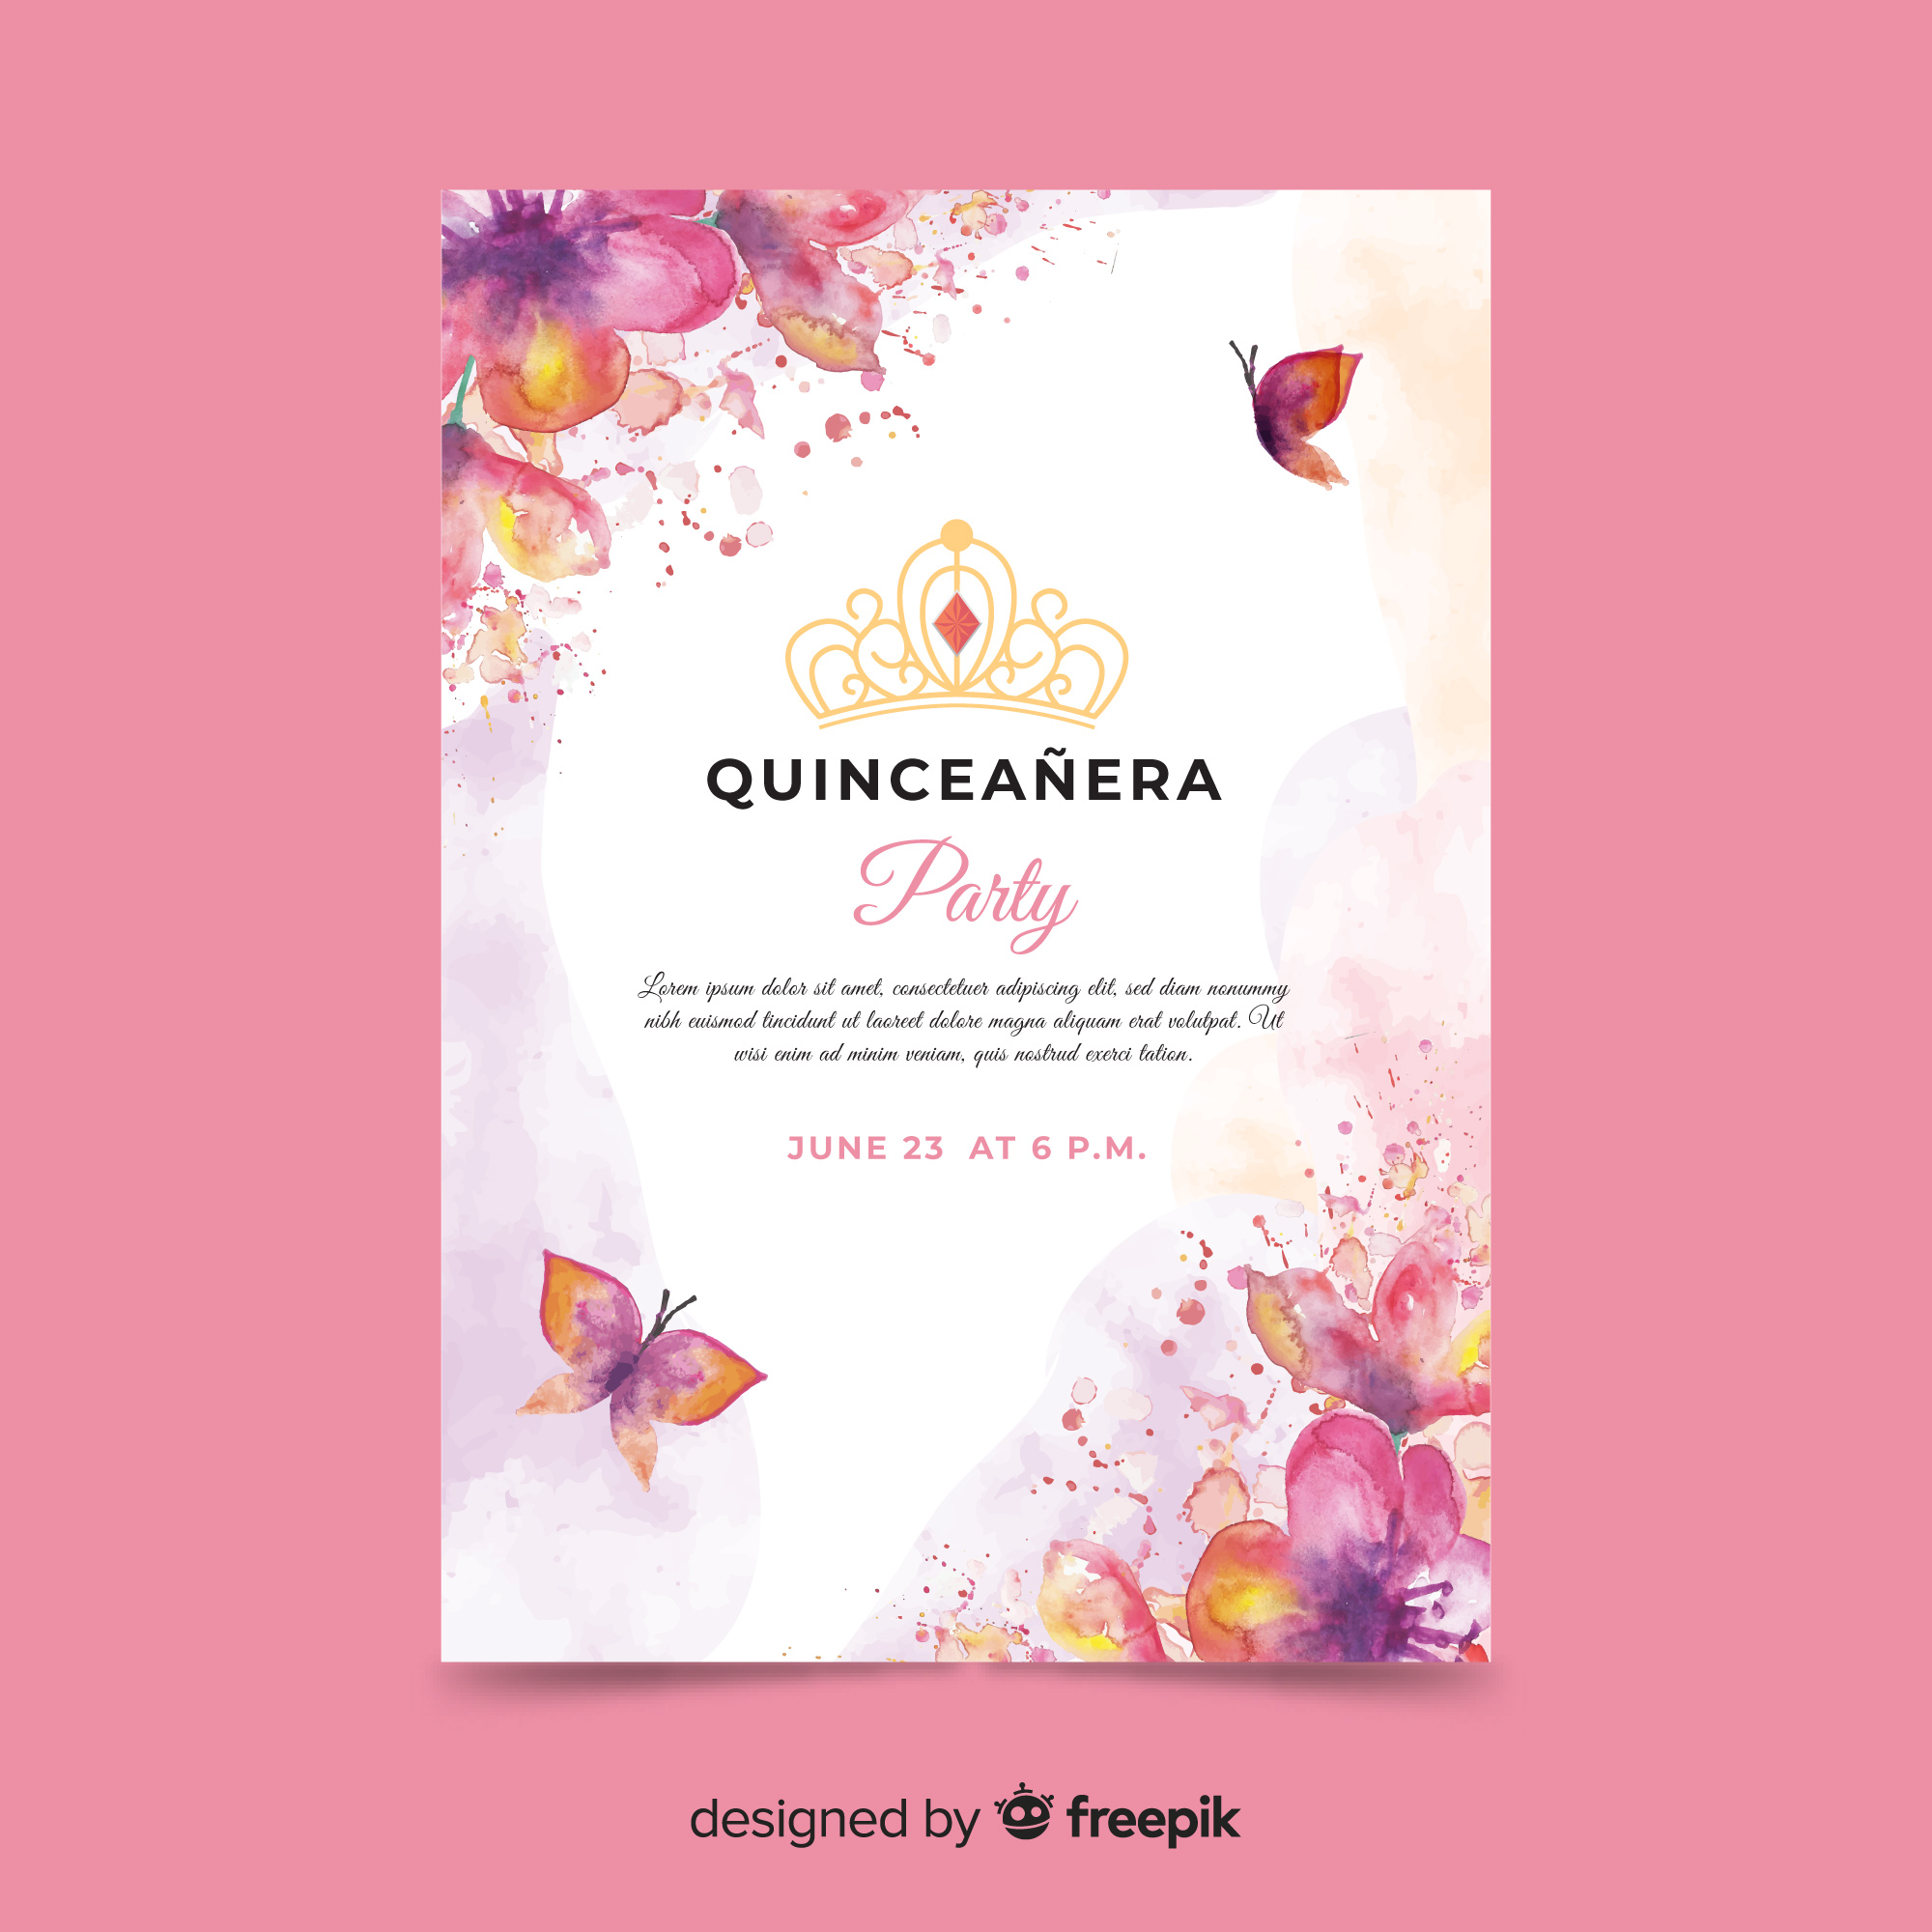 QUINCEAÑERA
Party
Lorem ipsum dolor sit amet, consectetuer adipiscing elit, sed diam nonummy
nibh euismod tincidunt ut laoreet dolore magna aliquam erat volutpat. Ut
wisi enim ad minim veniam, quis nostrud exerci tation.
JUNE 23 AT 6 P.M.
designed by freepik